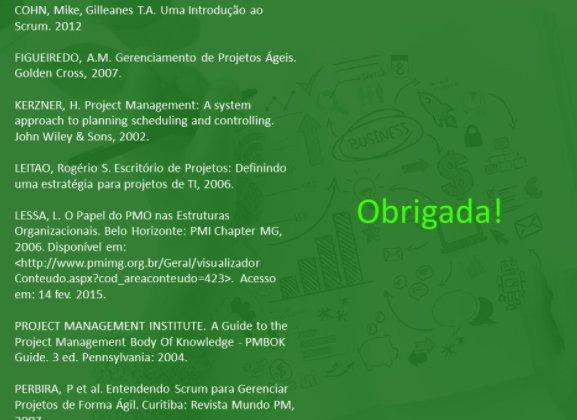 COHN, Mike, Gilleanes T.A. Uma Introdução ao
Scrum. 2012
FIGUEIREDO, A.M. Gerenciamento de Projetos Ágeis.
Golden Cross, 2007.
KERZNER, H. Project Management: A system
approach to planning scheduling and controlling.
John Wiley & Sons, 2002.
LEITAO, Rogério S. Escritório de Projetos: Definindo
uma estratégia para projetos de TI, 2006.
LESSA, L. O Papel do PMO nas Estruturas
Organizacionais. Belo Horizonte: PMI Chapter MG,
2006. Disponível em:
<http://www.pmimg.org.br/Geral/visualizador
Conteudo.aspx?cod_areaconteudo=423>. Acesso
em: 14 fev. 2015.
PROJECT MANAGEMENT INSTITUTE. A Guide to the
Project Management Body Of Knowledge - PMBOK
Guide. 3 ed. Pennsylvania: 2004.
PERBIRA, P et al. Entendendo Scrum para Gerenciar
Projetos de Forma Ágil. Curitiba: Revista Mundo PM,
2007.
BUSINESS
Obrigada!